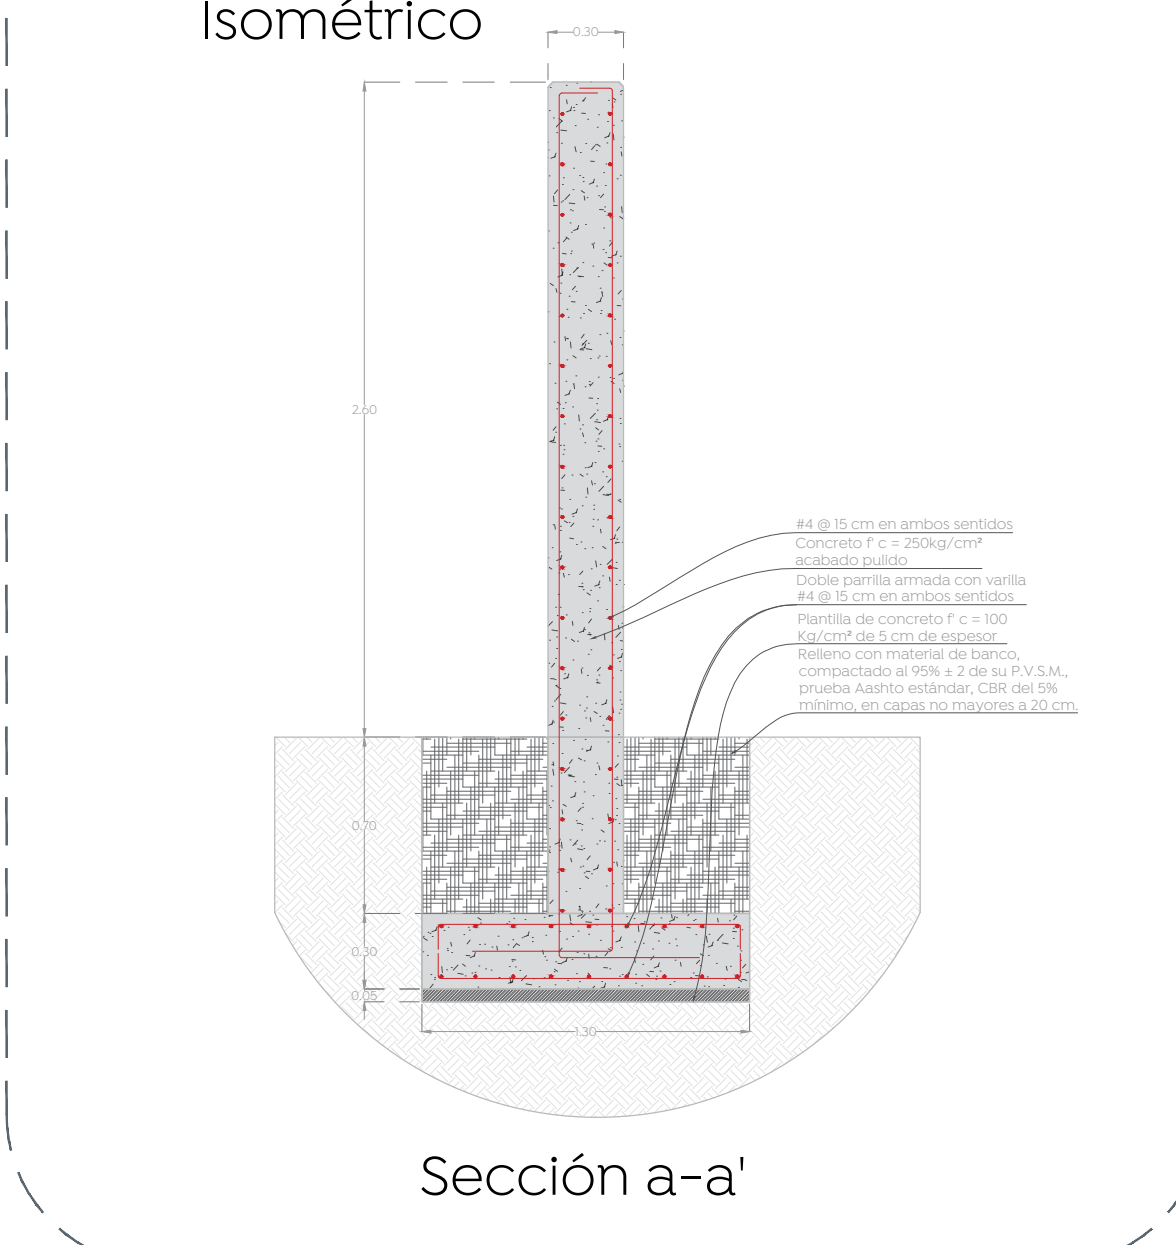 Isométrico
0.30
2.60
#4 @ 15 cm en ambos sentidos
Concreto f' c = 250kg/cm²
acabado pulido
Doble parrilla armada con varilla
#4 @ 15 cm en ambos sentidos
Plantilla de concreto f' c = 100
Kg/cm² de 5 cm de espesor
Relleno con material de banco,
compactado al 95% ± 2 de su P.V.S.M.,
prueba Aashto estándar, CBR del 5%
mínimo, en capas no mayores a 20 cm.
0.70
0.30
0.05
1.30
Sección a-a'